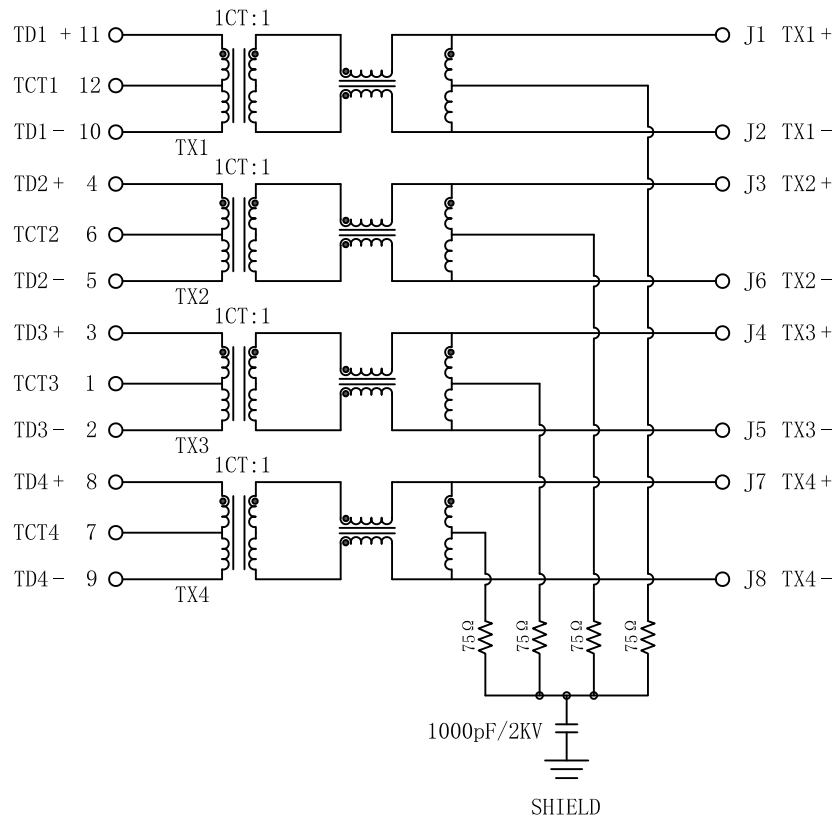 1CT:1
TD1 + 11 J1 TX1+
TCT1 12
TD1- 10 J2 TX1-
TX1
1CT:1
TD2+ 4 J3 TX2+
TCT2 6
TD2- 5 J6 TX2-
TX2
1CT:1
TD3+ 3 J4 TX3+
TCT3 1
TD3- 2 J5 TX3-
TX3
1CT:1
TD4+ 8 J7 TX4+
TCT4 7
TD4- 9 J8 TX4-
TX4
75Ω 75Ω 75Ω 75Ω
1000pF/2KV
SHIELD